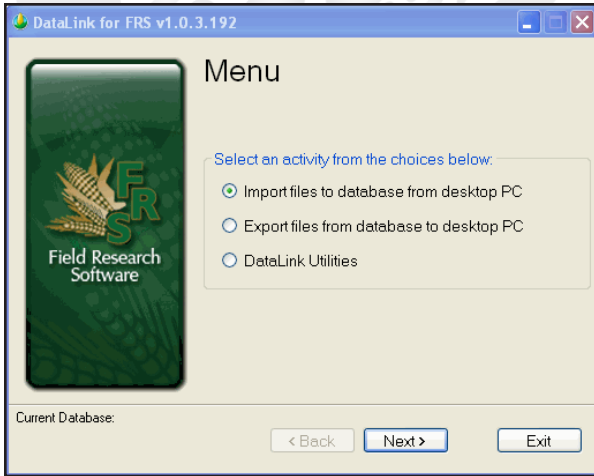 DataLink for FRS v1.0.3.192
Menu
Select an activity from the choices below:
Import files to database from desktop PC
Export files from database to desktop PC
DataLink Utilities
FRS
Field Research
Software
Current Database:
< Back Next > Exit